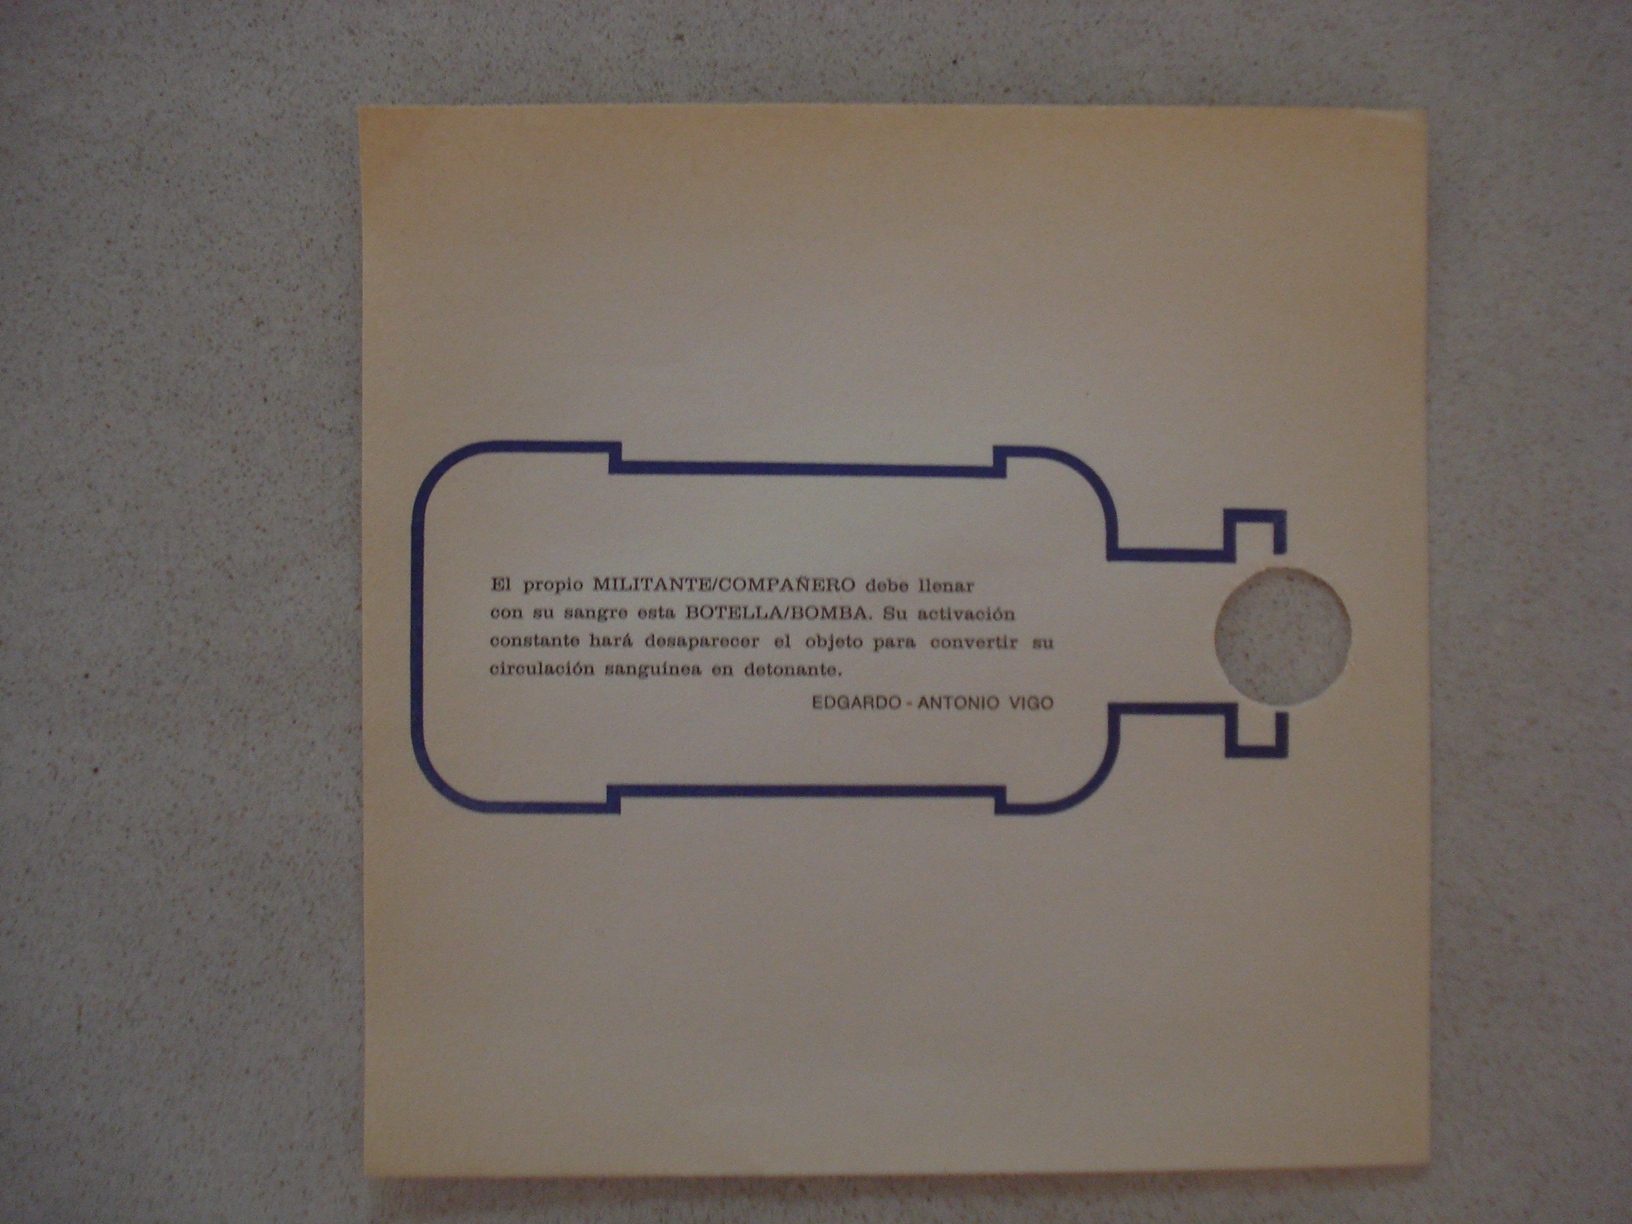 El propio MILITANTE/COMPAÑERO debe llenar
con su sangre esta BOTELLA/BOMBA. Su activación
constante hará desaparecer el objeto para convertir su
circulación sanguínea en detonante.
EDGARDO - ANTONIO VIGO